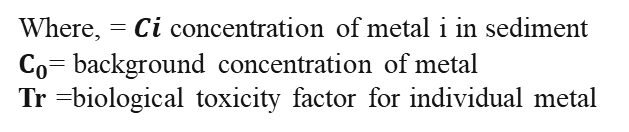 Where, = Ci concentration of metal i in sediment
C₀= background concentration of metal
Tr =biological toxicity factor for individual metal